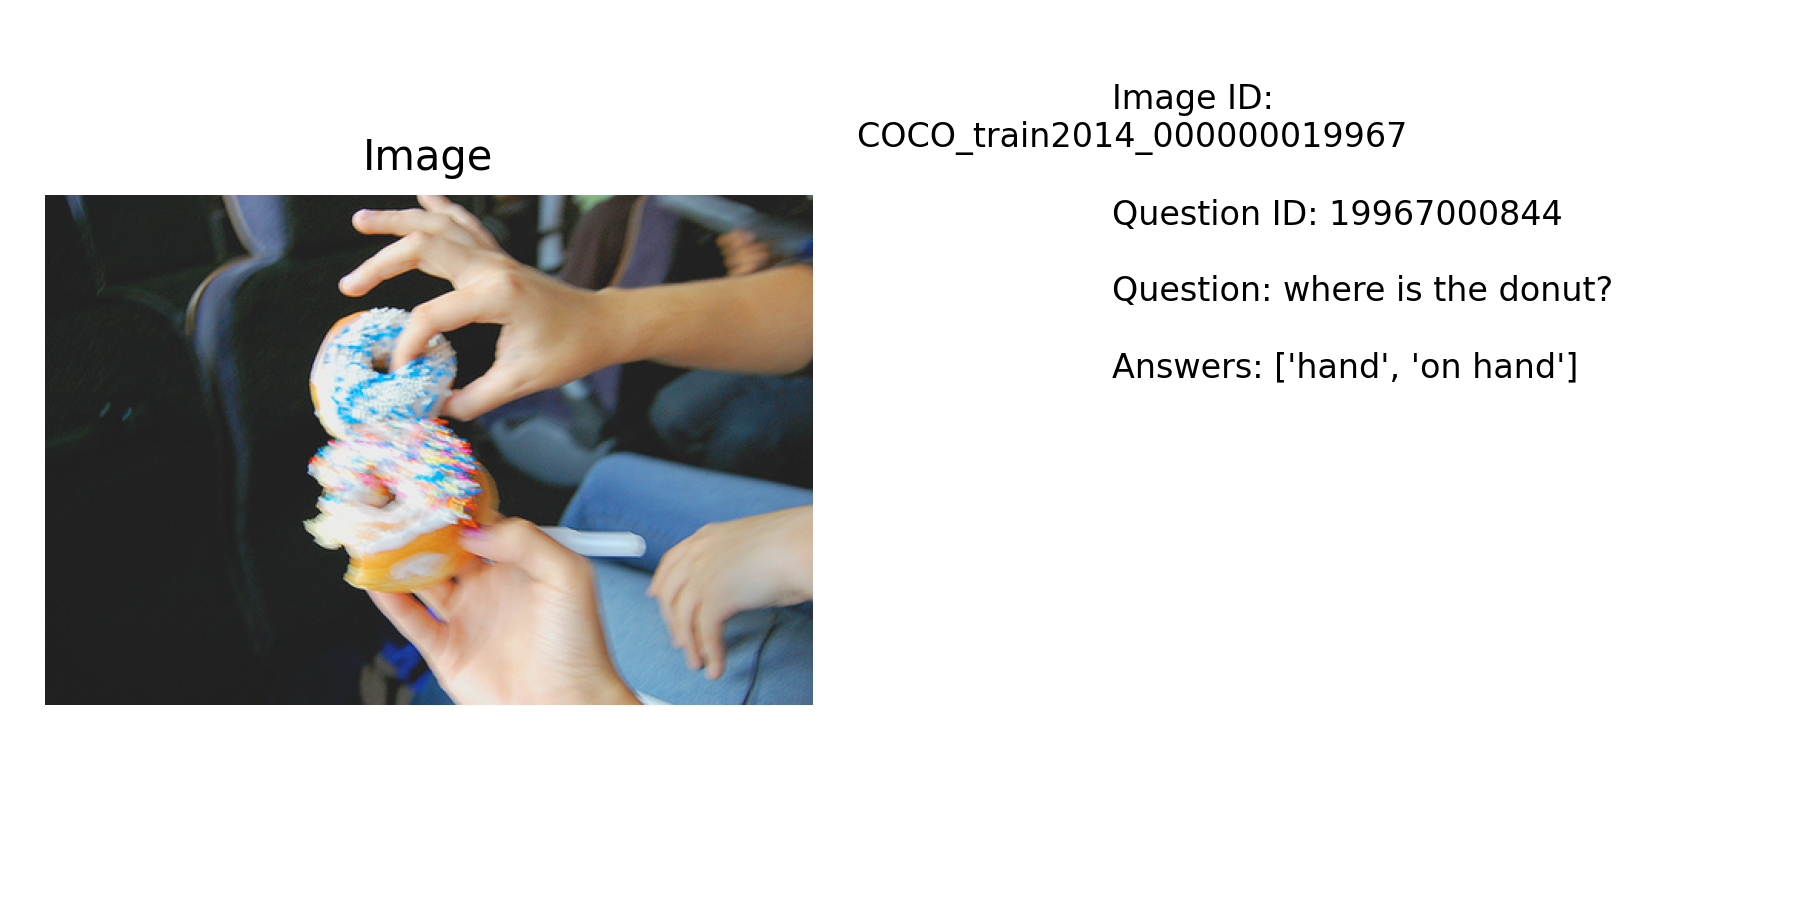 Image
Image ID:
COCO_train2014_000000019967
Question ID: 19967000844
Question: where is the donut?
Answers: ['hand', 'on hand']